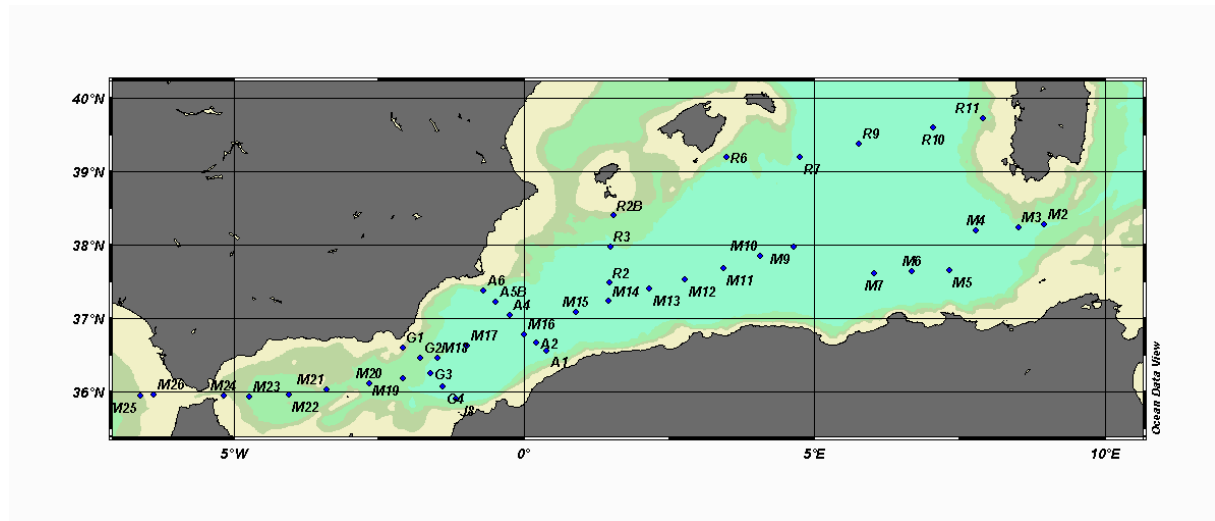 40°N
R11
R9
R10
39°N
R6
R7
R2B
M4
M3
M2
38°N
R3
M10
M9
M6
A6
R2
M11
M7
M5
A5B
M14
M12
A4
M15
M13
37°N
M16
M17
G1
A2
G2
M18
A1
M20
G3
M21
M26
M24
M23
M19
36°N
G4
M25
M22
J8
5°W
0°
5°E
10°E
Ocean Data View